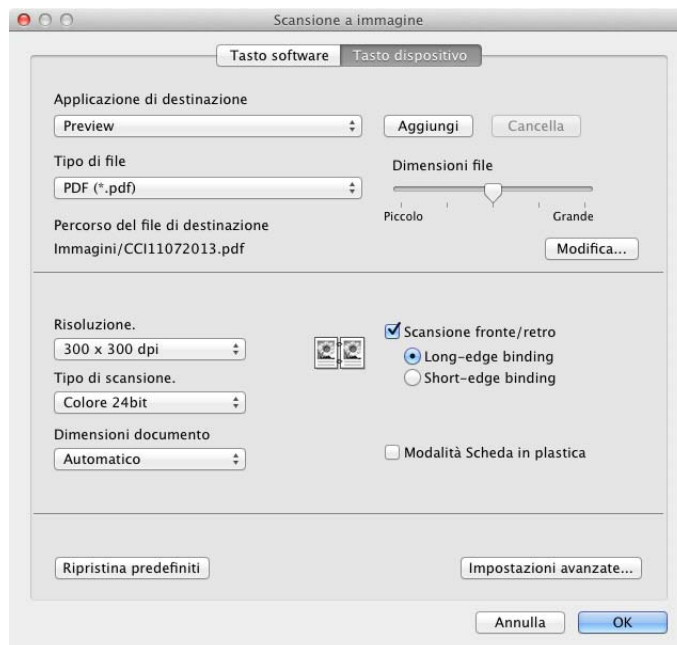 Scansione a immagine
Tasto software Tasto dispositivo
Applicazione di destinazione
Preview Aggiungi Cancella
Tipo di file
PDF (*.pdf)
Dimensioni file
Piccolo Grande
Percorso del file di destinazione
Immagini/CCI11072013.pdf Modifica...
Risoluzione.
300 x 300 dpi
Scansione fronte/retro
Long-edge binding
Short-edge binding
Tipo di scansione.
Colore 24bit
Dimensioni documento
Automatico
Modalità Scheda in plastica
Ripristina predefiniti Impostazioni avanzate...
Annulla OK